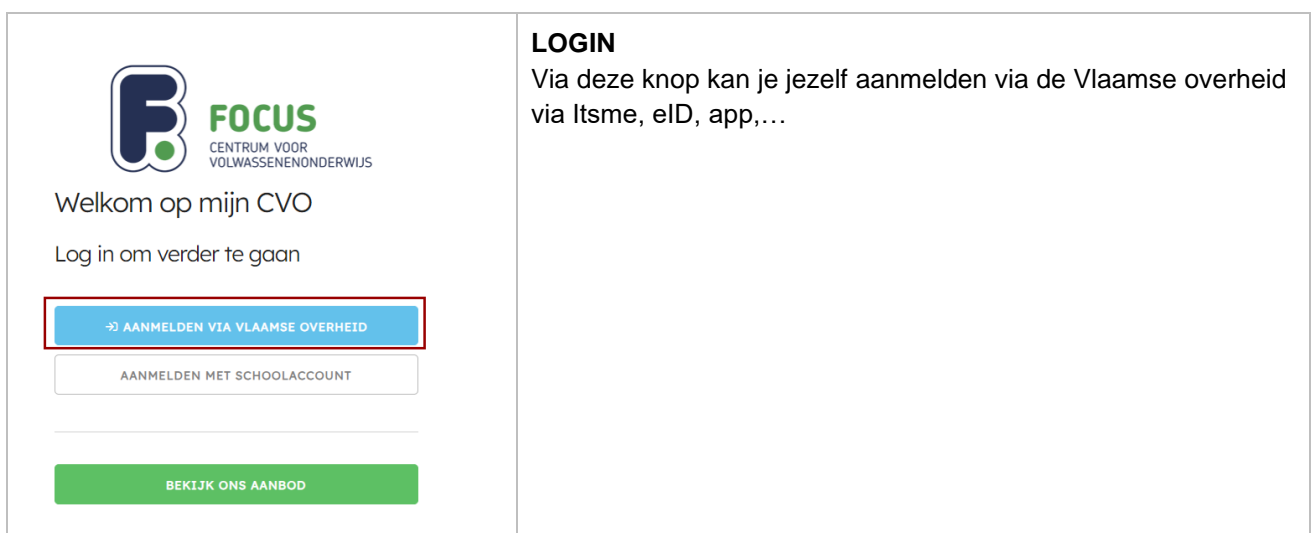 FOCUS
CENTRUM VOOR
VOLWASSENENONDERWIJS
Welkom op mijn CVO
Log in om verder te gaan
AANMELDEN VIA VLAAMSE OVERHEID
AANMELDEN MET SCHOOLACCOUNT
BEKIJK ONS AANBOD
LOGIN
Via deze knop kan je jezelf aanmelden via de Vlaamse overheid
via Itsme, eID, app,…